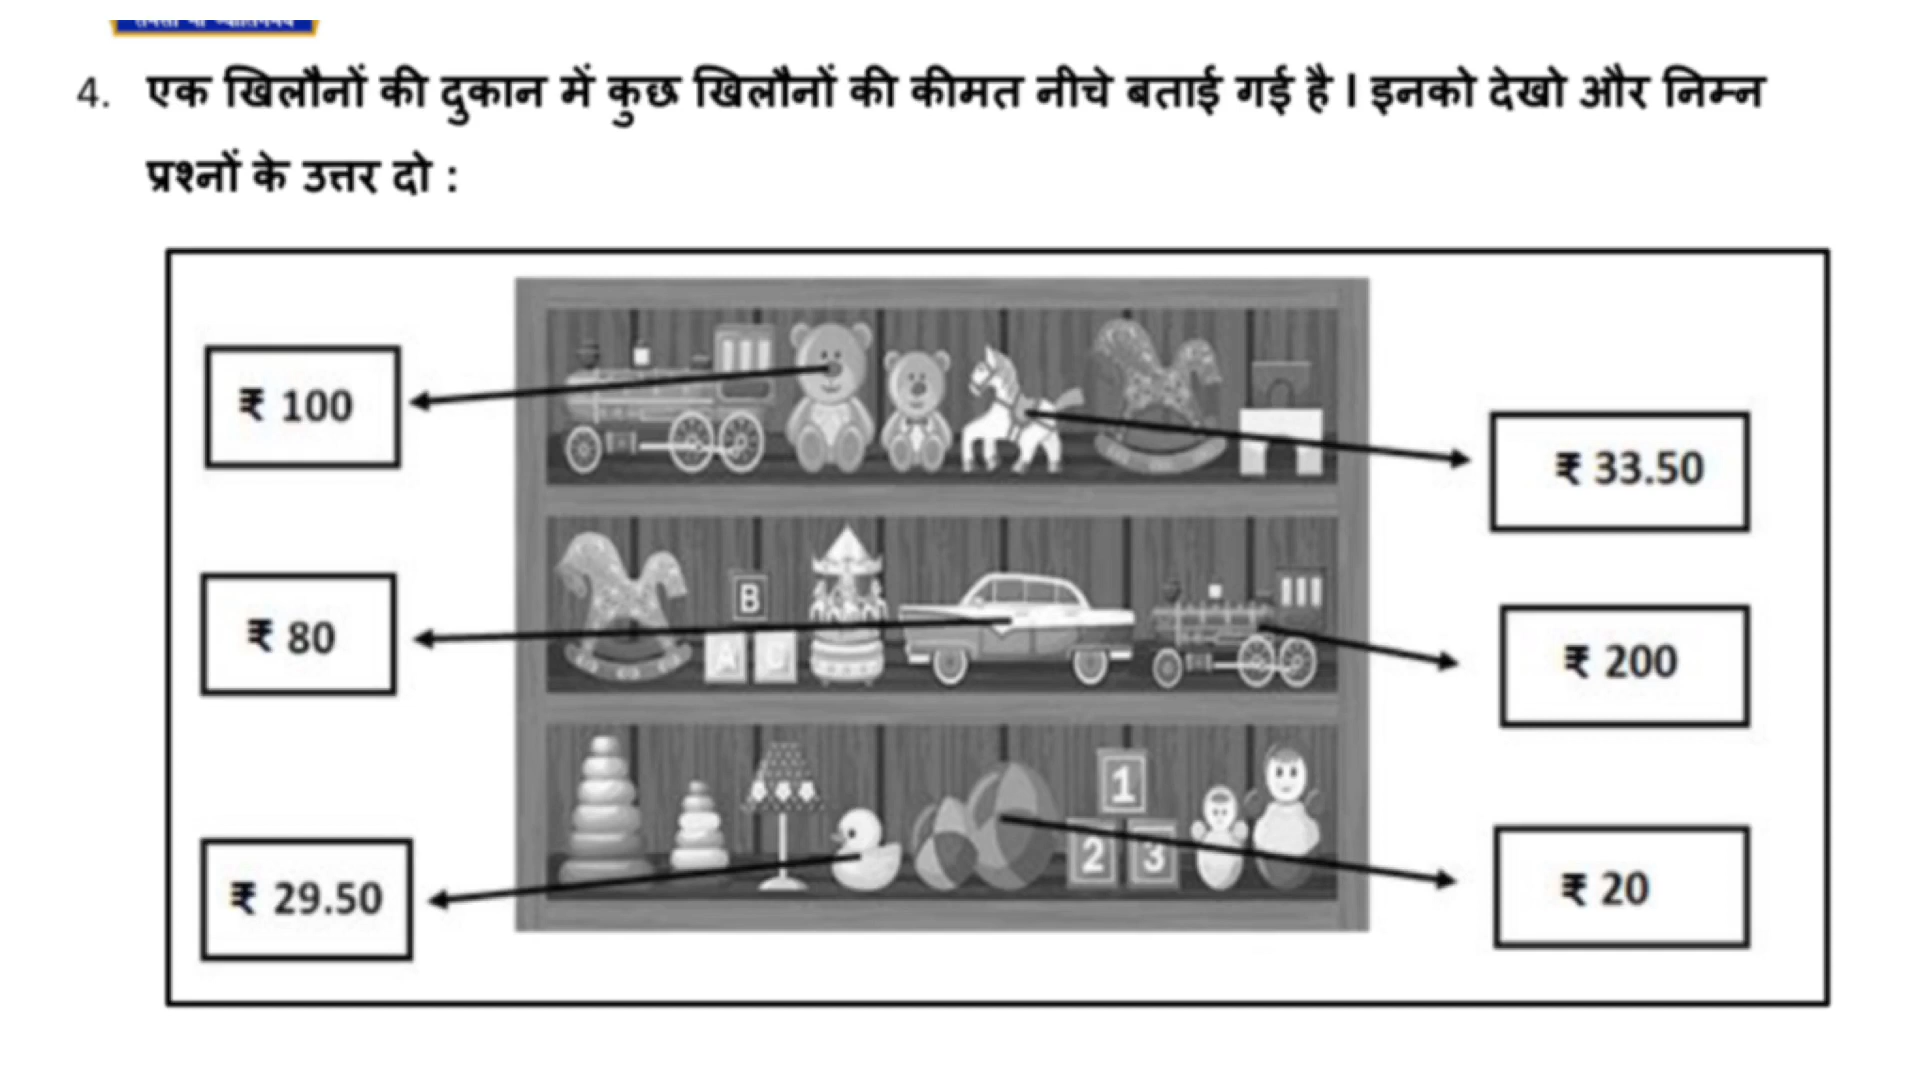 4. एक खिलौनों की दुकान में कुछ खिलौनों की कीमत नीचे बताई गई है । इनको देखो और निम्न
प्रश्नों के उत्तर दो :
₹ 100
₹ 33.50
B
A C
₹ 80
₹ 200
1
2 3
₹ 29.50
₹ 20